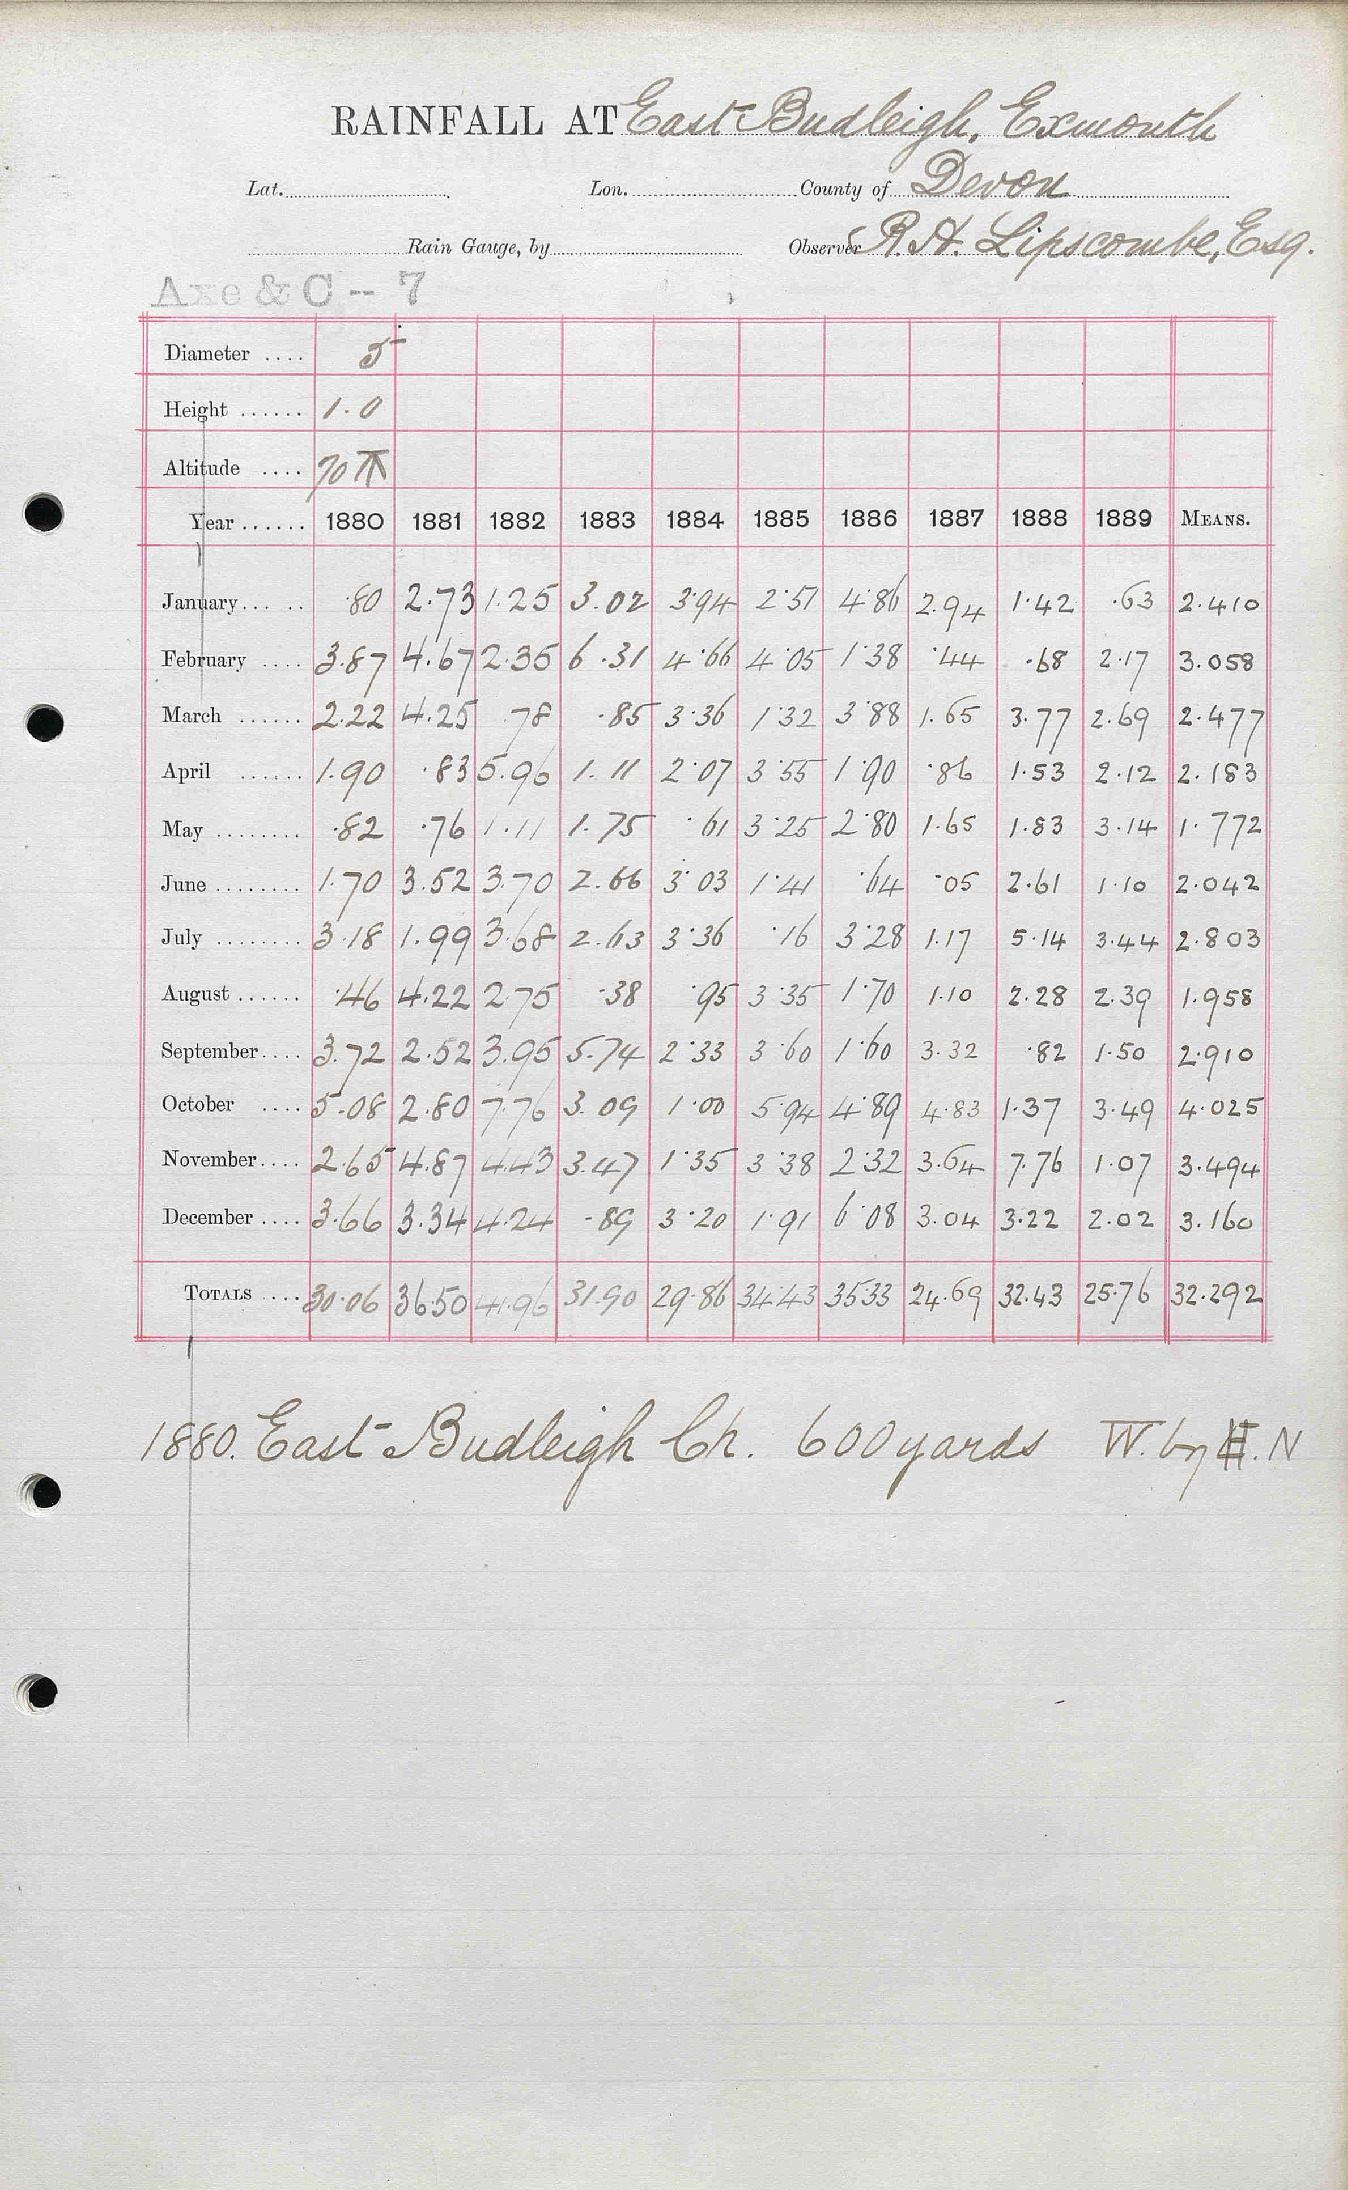 RAINFALL AT East Budleigh, Exmouth
Lat. Lon. County of Devon
Rain Gauge, by Observer R. H. Lipscombe, Esq.
Axe & C -- 7
Diameter .... 5
Height ...... 1.0
Altitude .... 70
Year ...... 1880 1881 1882 1883 1884 1885 1886 1887 1888 1889 MEANS.
January... .. .80 2.73 1.25 3.02 3.94 2.57 4.86 2.94 1.42 .63 2.410
February .... 3.87 4.67 2.35 6.31 4.66 4.05 1.38 .44 .68 2.17 3.058
March ...... 2.22 4.25 .78 .85 3.36 1.32 3.88 1.65 3.77 2.69 2.477
April ...... 1.90 .83 5.96 1.11 2.07 3.55 1.90 .86 1.53 2.12 2.183
May ........ .82 .76 1.11 1.75 .61 3.25 2.80 1.65 1.83 3.14 1.772
June ........ 1.70 3.52 3.70 2.66 3.03 1.41 .64 .05 2.61 1.10 2.042
July ........ 3.18 1.99 3.68 2.63 3.36 .16 3.28 1.17 5.14 3.44 2.803
August ...... .46 4.22 2.75 .38 .95 3.35 1.70 1.10 2.28 2.39 1.958
September.... 3.72 2.52 3.95 5.74 2.33 3.60 1.60 3.32 .82 1.50 2.910
October .... 5.08 2.80 7.76 3.09 1.00 5.94 4.89 4.83 1.37 3.49 4.025
November.... 2.65 4.87 4.43 3.47 1.35 3.38 2.32 3.64 7.76 1.07 3.494
December .... 3.66 3.34 4.24 .89 3.20 1.91 6.08 3.04 3.22 2.02 3.160
TOTALS .... 30.06 36.50 41.96 31.90 29.86 34.43 35.33 24.69 32.43 25.76 32.292
1880. East Budleigh Ch. 600 yards W. by N